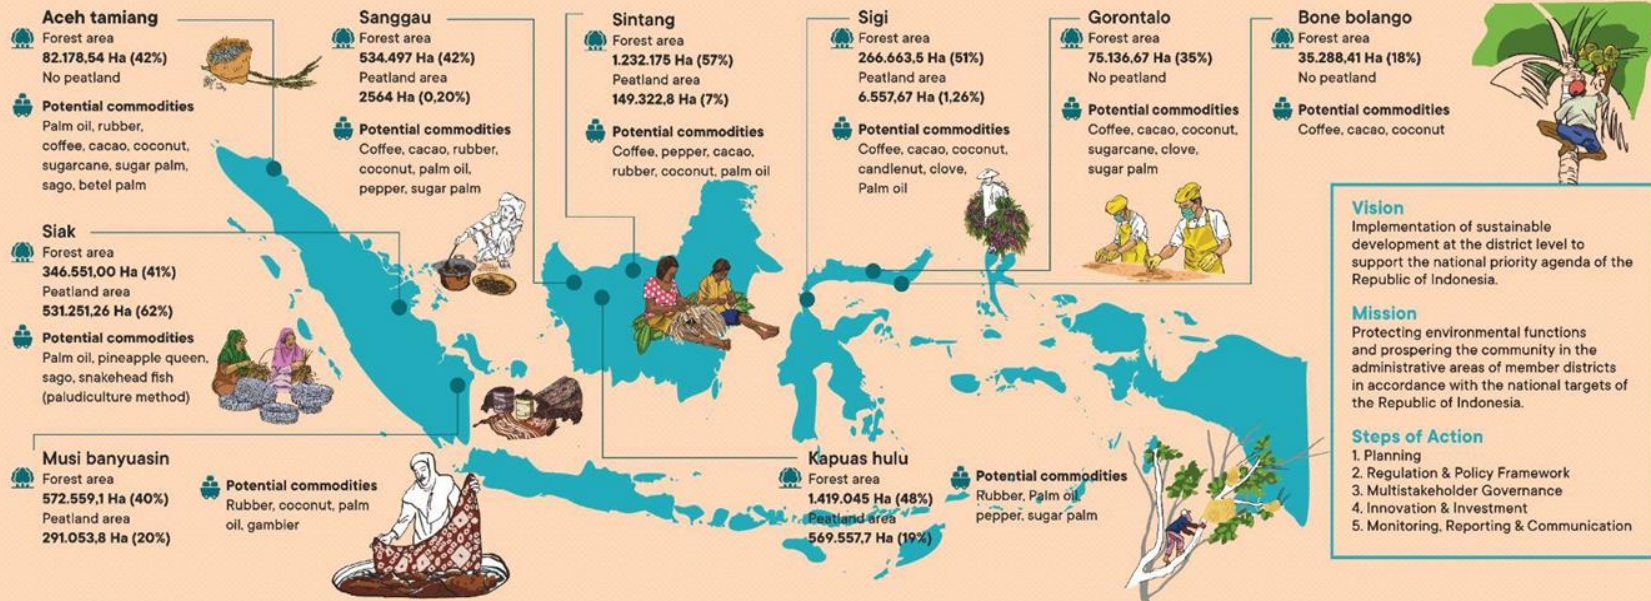 Aceh tamiang
Forest area
82.178,54 Ha (42%)
No peatland
Potential commodities
Palm oil, rubber,
coffee, cacao, coconut,
sugarcane, sugar palm,
sago, betel palm
Sanggau
Forest area
534.497 Ha (42%)
Peatland area
2564 Ha (0,20%)
Potential commodities
Coffee, cacao, rubber,
coconut, palm oil,
pepper, sugar palm
Sintang
Forest area
1.232.175 Ha (57%)
Peatland area
149.322,8 Ha (7%)
Potential commodities
Coffee, pepper, cacao,
rubber, coconut, palm oil
Sigi
Forest area
266.663,5 Ha (51%)
Peatland area
6.557,67 Ha (1,26%)
Potential commodities
Coffee, cacao, coconut,
candlenut, clove,
Palm oil
Gorontalo
Forest area
75.136,67 Ha (35%)
No peatland
Potential commodities
Coffee, cacao, coconut,
sugarcane, clove,
sugar palm
Bone bolango
Forest area
35.288,41 Ha (18%)
No peatland
Potential commodities
Coffee, cacao, coconut
Siak
Forest area
346.551,00 Ha (41%)
Peatland area
531.251,26 Ha (62%)
Potential commodities
Palm oil, pineapple queen,
sago, snakehead fish
(paludiculture method)
Musi banyuasin
Forest area
572.559,1 Ha (40%)
Peatland area
291.053,8 Ha (20%)
Potential commodities
Rubber, coconut, palm
oil, gambier
Kapuas hulu
Forest area
1.419.045 Ha (48%)
Peatland area
569.557,7 Ha (19%)
Potential commodities
Rubber, Palm oil,
pepper, sugar palm
Vision
Implementation of sustainable
development at the district level to
support the national priority agenda of the
Republic of Indonesia.
Mission
Protecting environmental functions
and prospering the community in the
administrative areas of member districts
in accordance with the national targets of
the Republic of Indonesia.
Steps of Action
1. Planning
2. Regulation & Policy Framework
3. Multistakeholder Governance
4. Innovation & Investment
5. Monitoring, Reporting & Communication